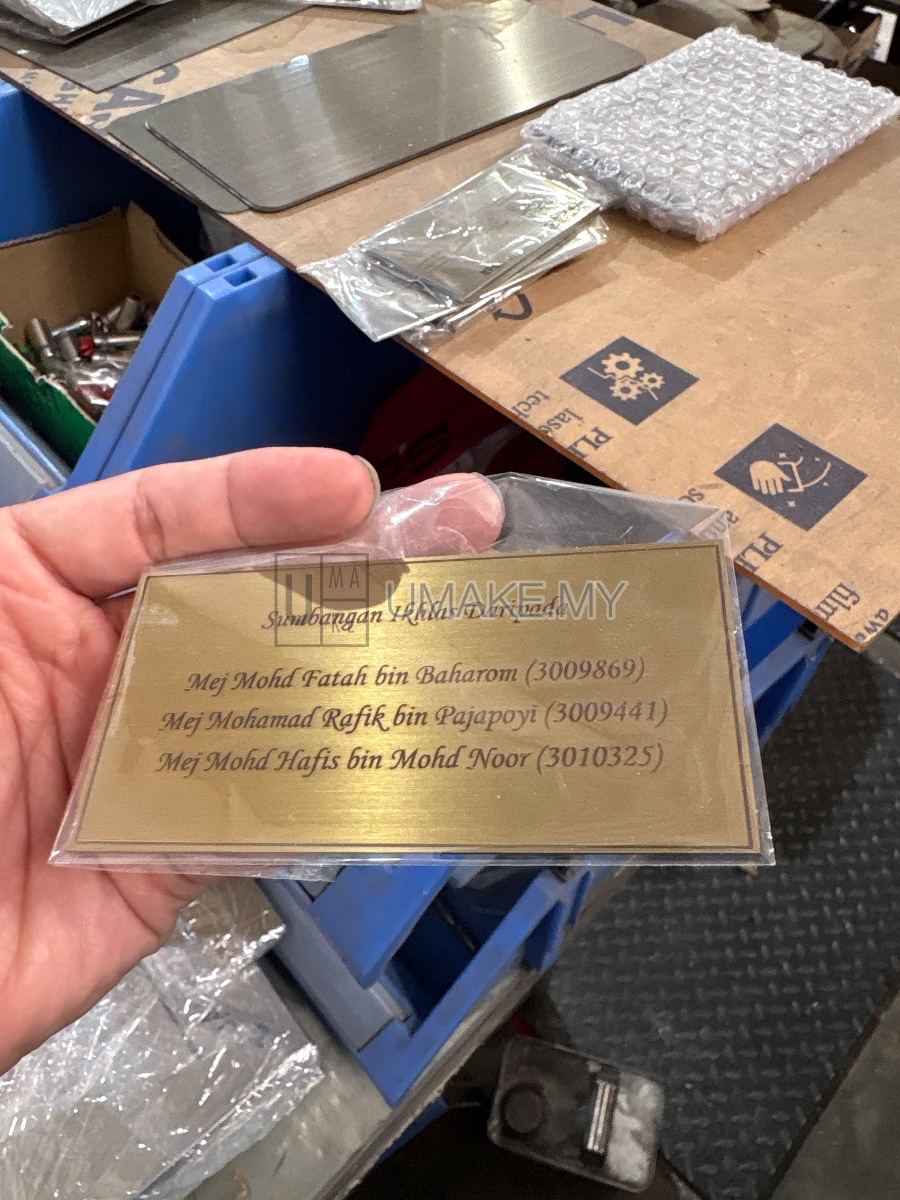 UMAKE.MY
Sumbangan Ikhlas Daripada
Mej Mohd Fatah bin Baharom (3009869)
Mej Mohamad Rafik bin Pajapoyi (3009441)
Mej Mohd Hafis bin Mohd Noor (3010325)